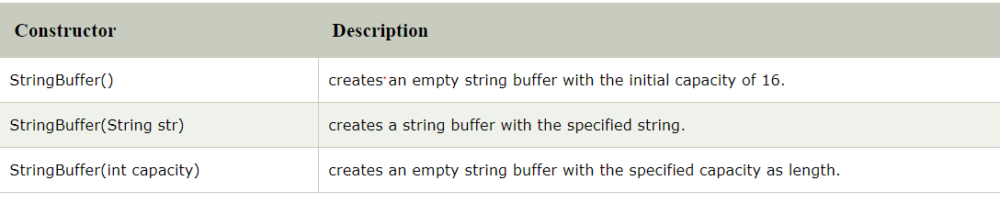 Constructor Description
StringBuffer() creates an empty string buffer with the initial capacity of 16.
StringBuffer(String str) creates a string buffer with the specified string.
StringBuffer(int capacity) creates an empty string buffer with the specified capacity as length.